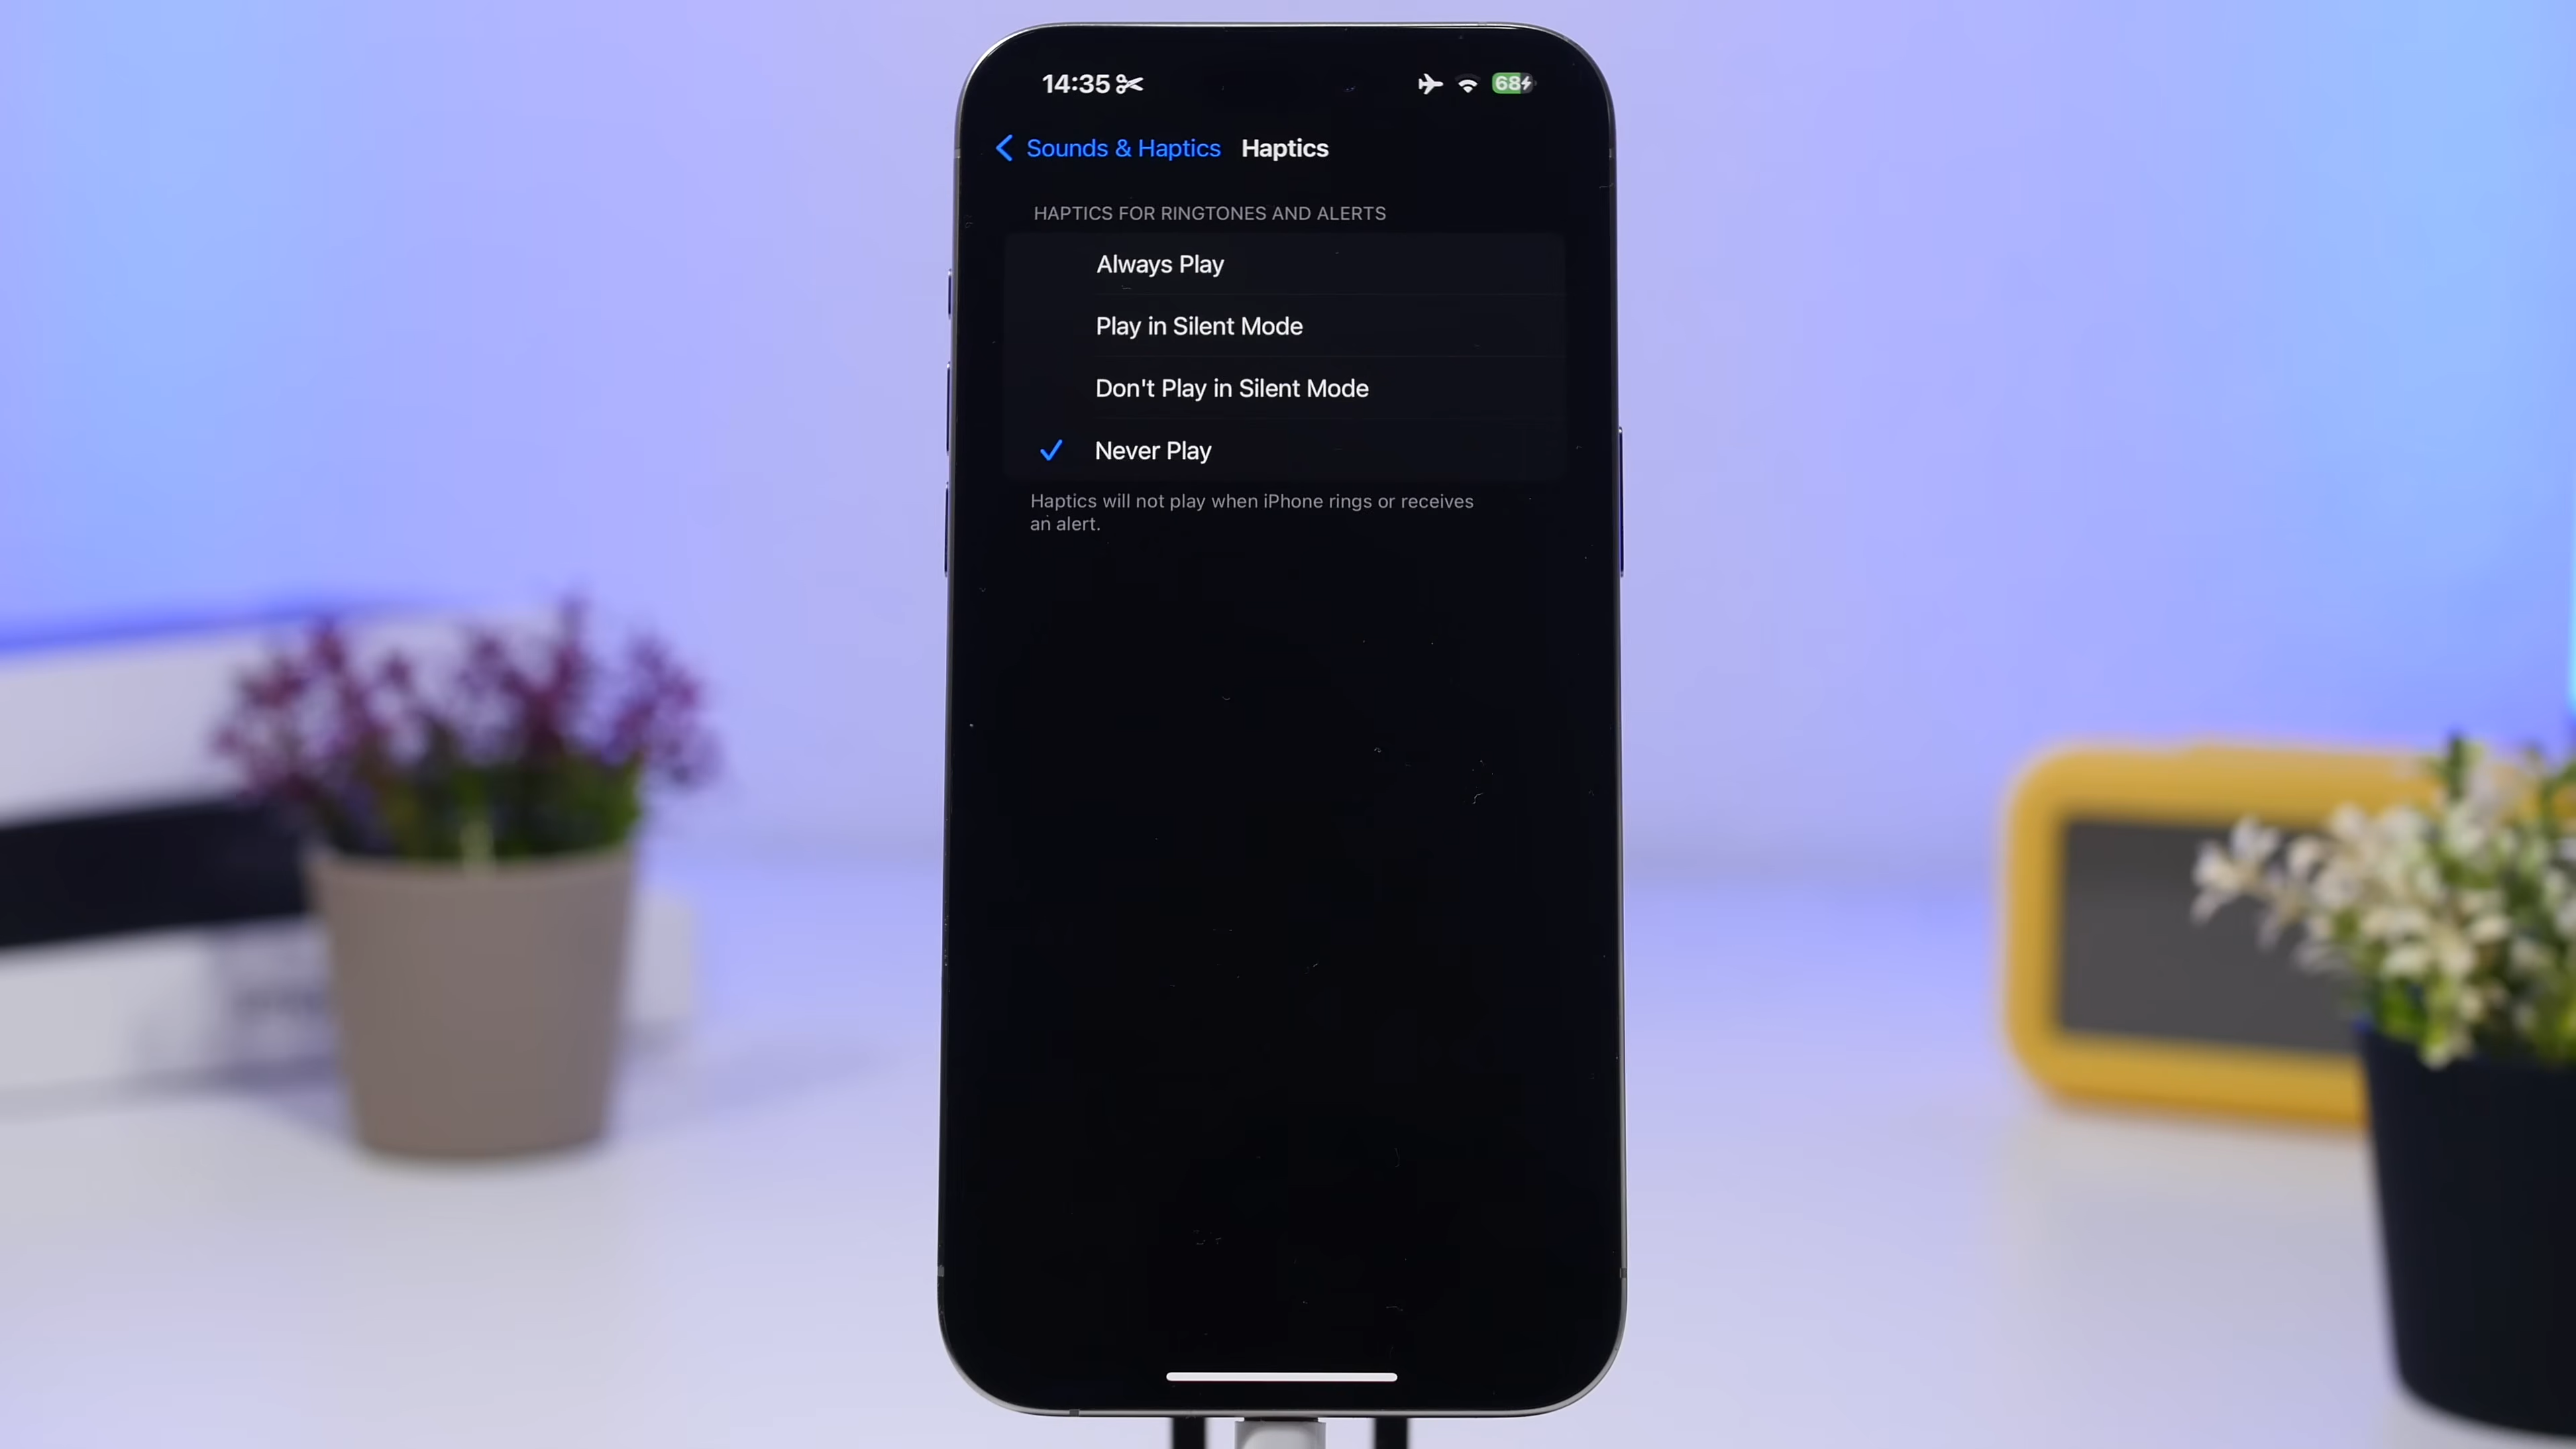 14:35
68
Sounds & Haptics Haptics
HAPTICS FOR RINGTONES AND ALERTS
Always Play
Play in Silent Mode
Don't Play in Silent Mode
Never Play
Haptics will not play when iPhone rings or receives
an alert.